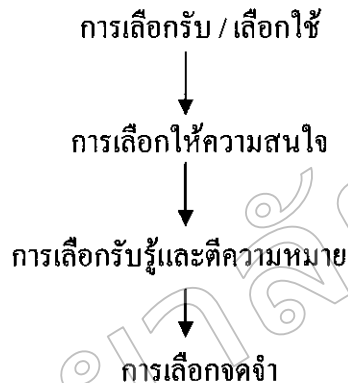 การเลือกรับ / เลือกใช้
การเลือกให้ความสนใจ
การเลือกรับรู้และตีความหมาย
การเลือกจดจำ